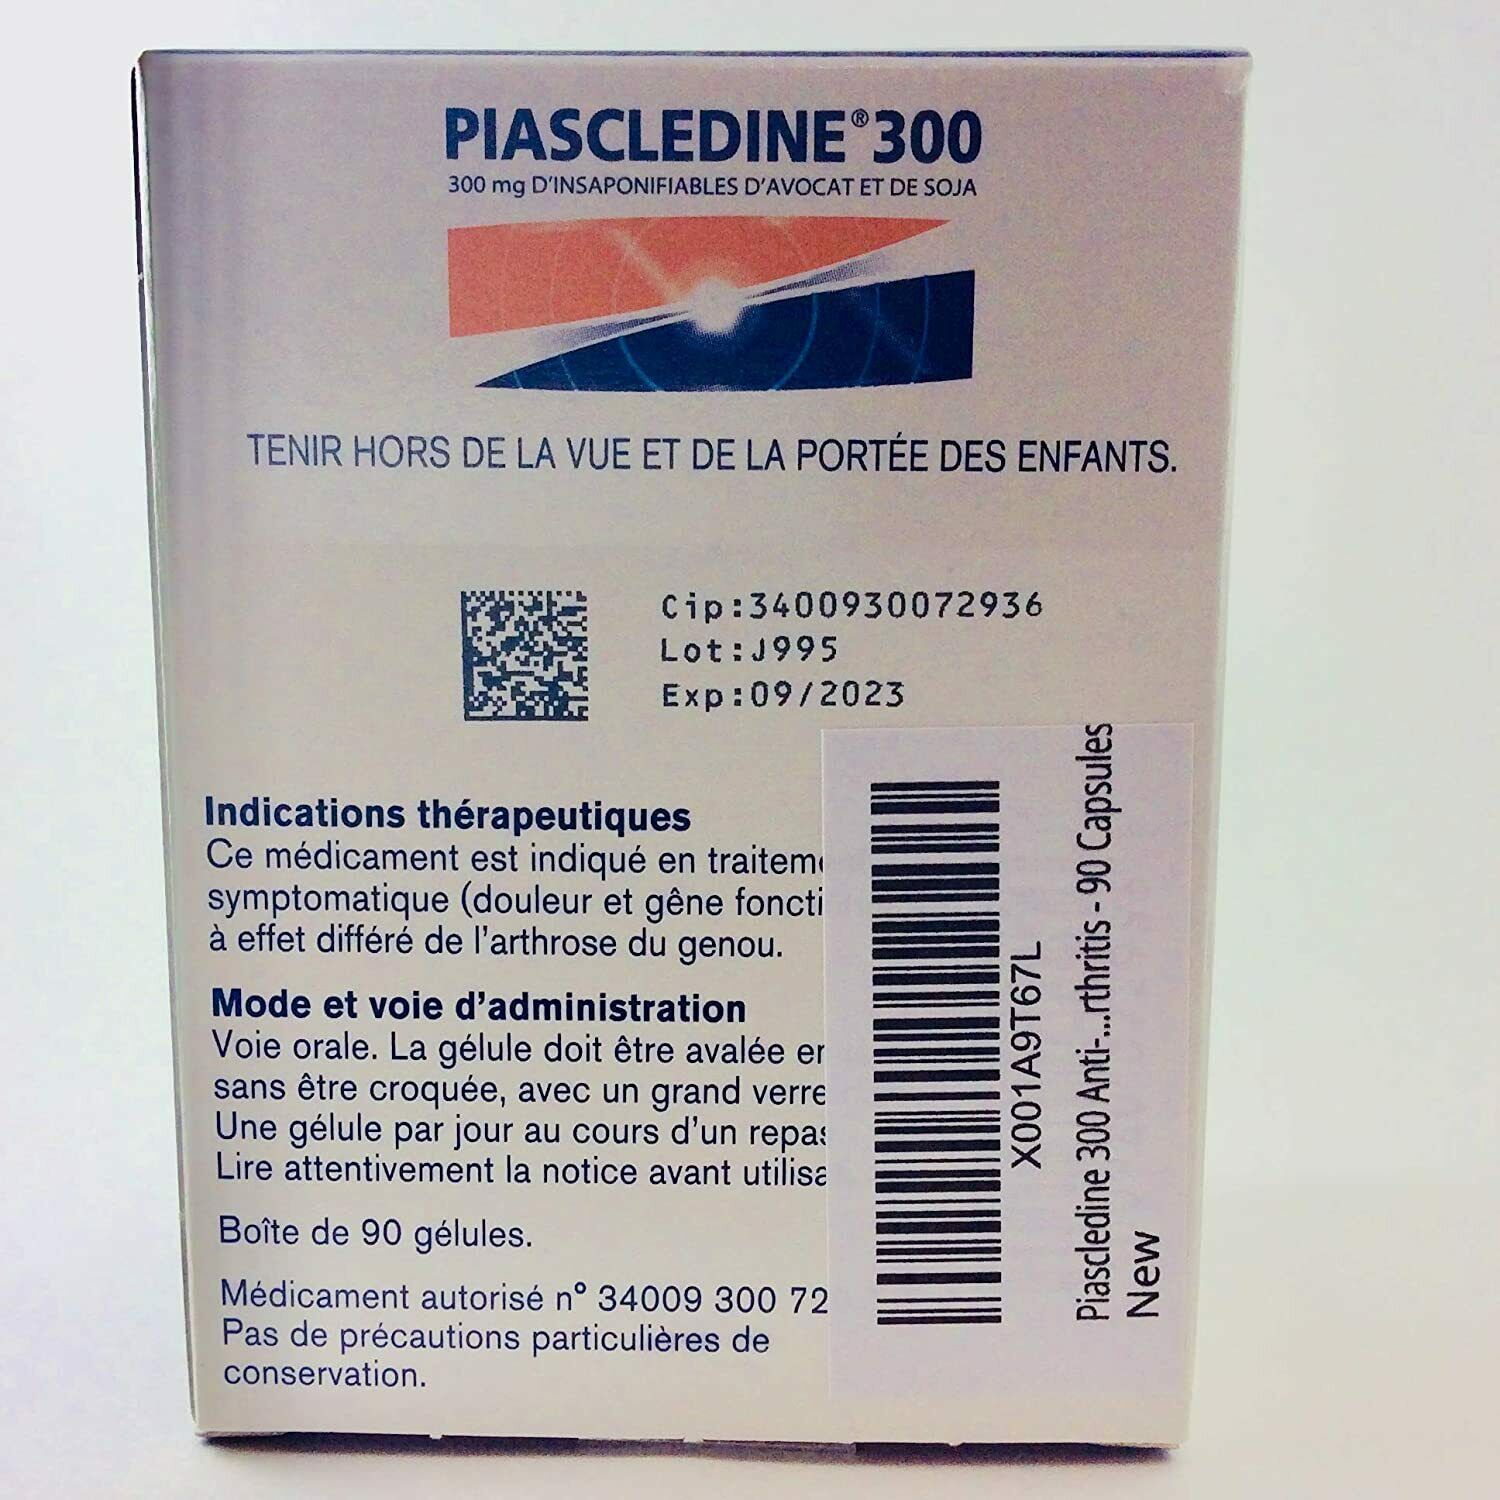 PIASCLEDINE® 300
300 mg D'INSAPONIFIABLES D'AVOCAT ET DE SOJA
TENIR HORS DE LA VUE ET DE LA PORTÉE DES ENFANTS.
Cip:3400930072936
Lot:J995
Exp:09/2023
Indications thérapeutiques
Ce médicament est indiqué en
symptomatique (douleur et gêne
à effet différé de l'arthrose du genou.
Mode et voie d'administration
Voie orale. La gélule doit être avalée
sans être croquée, avec un grand verre
Une gélule par jour au cours d'un
Lire attentivement la notice avant
Boîte de 90 gélules.
Médicament autorisé n° 34009 300 72
Pas de précautions particulières de
conservation.
X001A9T67L
Piascledine 300 Anti-...rthritis - 90 Capsules
New